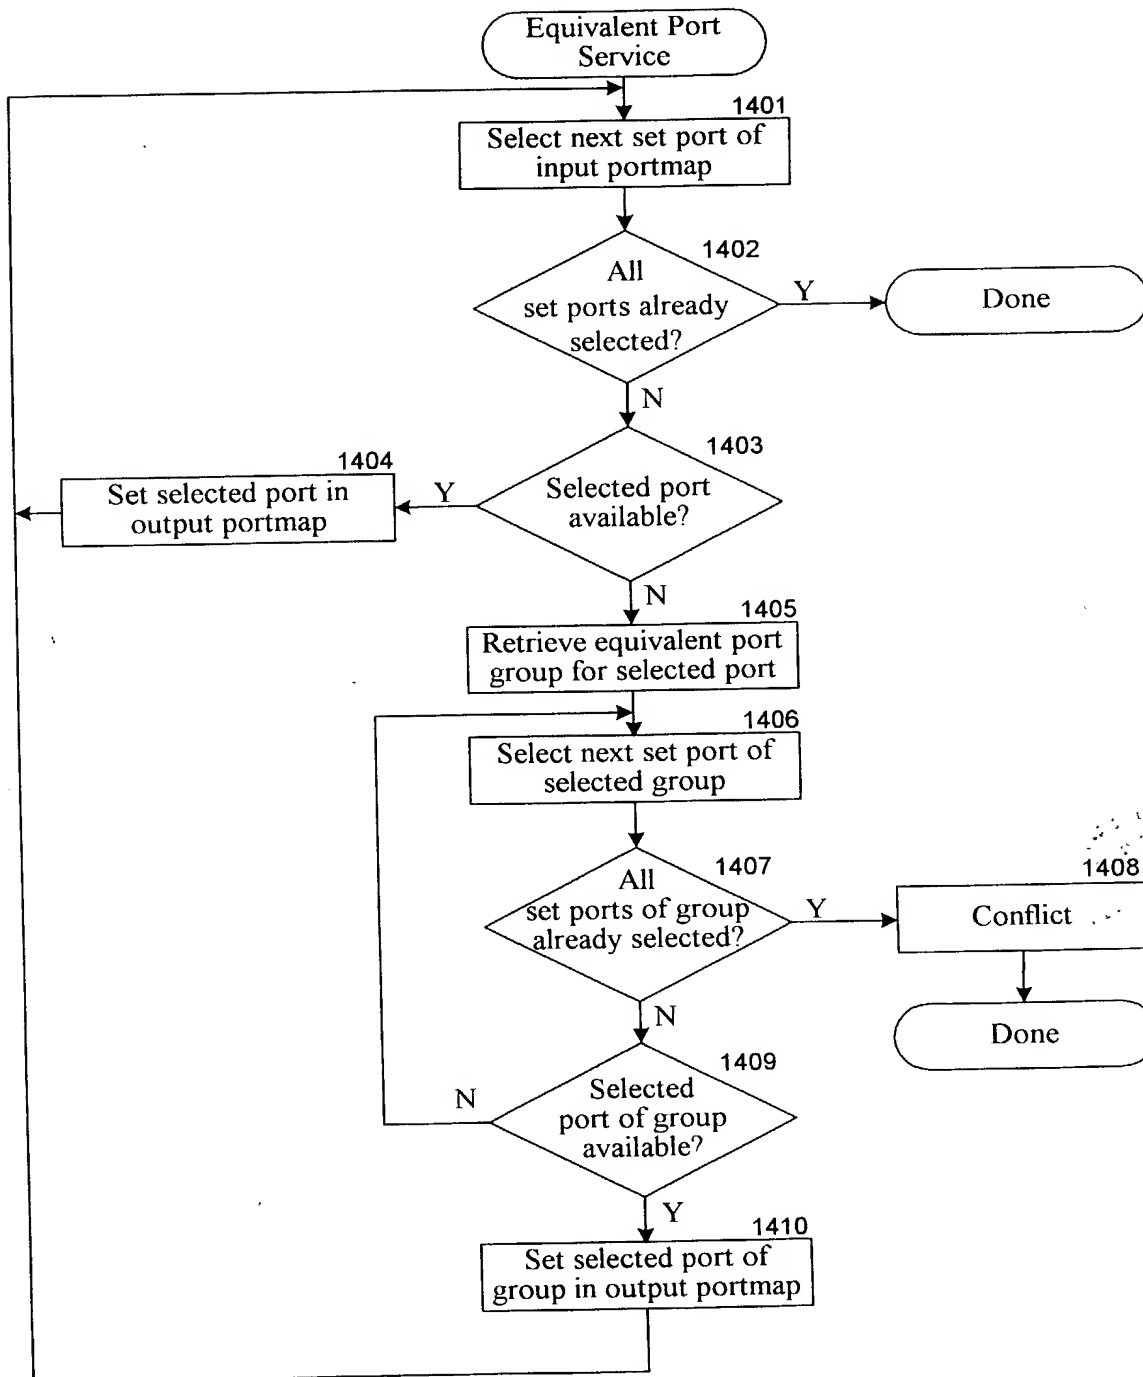 Equivalent Port
Service
1401
Select next set port of
input portmap
1402
All
set ports already
selected?
Y
Done
N
1403
Selected port
available?
Y
1404
Set selected port in
output portmap
N
1405
Retrieve equivalent port
group for selected port
1406
Select next set port of
selected group
1407
All
set ports of group
already selected?
Y
1408
Conflict
Done
N
1409
Selected
port of group
available?
N
Y
1410
Set selected port of
group in output portmap